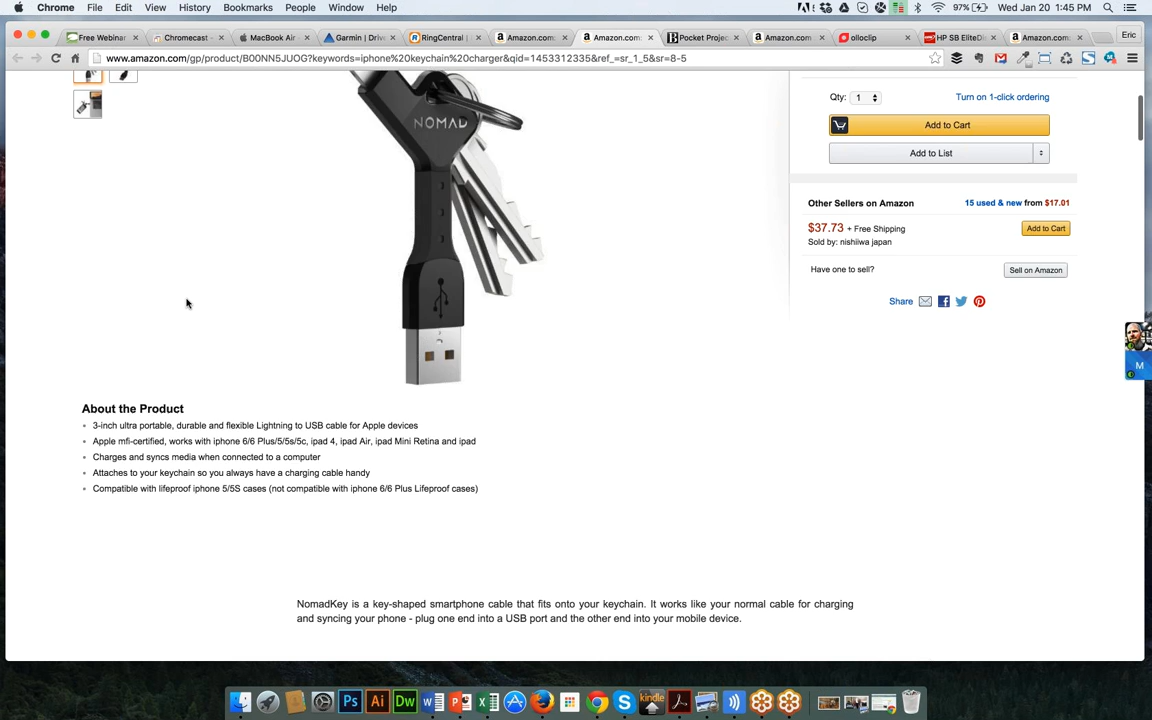 Chrome File Edit View History Bookmarks People Window Help 97% Wed Jan 20 1:45 PM
Free Webinar Chromecast - MacBook Air - Garmin | Drive RingCentral | Amazon.com: Amazon.com: Pocket Projec Amazon.com: olloclip HP SB EliteDis Amazon.com: Eric
www.amazon.com/gp/product/B00NN5JUOG?keywords=iphone%20keychain%20charger&qid=1453312335&ref_=sr_1_5&sr=8-5
Qty: 1 Turn on 1-click ordering
Add to Cart
NOMAD
Add to List
Other Sellers on Amazon 15 used & new from $17.01
$37.73 + Free Shipping Add to Cart
Sold by: nishiiwa japan
Have one to sell? Sell on Amazon
Share
M
About the Product
3-inch ultra portable, durable and flexible Lightning to USB cable for Apple devices
Apple mfi-certified, works with iphone 6/6 Plus/5/5s/5c, ipad 4, ipad Air, ipad Mini Retina and ipad
Charges and syncs media when connected to a computer
Attaches to your keychain so you always have a charging cable handy
Compatible with lifeproof iphone 5/5S cases (not compatible with iphone 6/6 Plus Lifeproof cases)
NomadKey is a key-shaped smartphone cable that fits onto your keychain. It works like your normal cable for charging
and syncing your phone - plug one end into a USB port and the other end into your mobile device.
Ps Ai Dw kindle